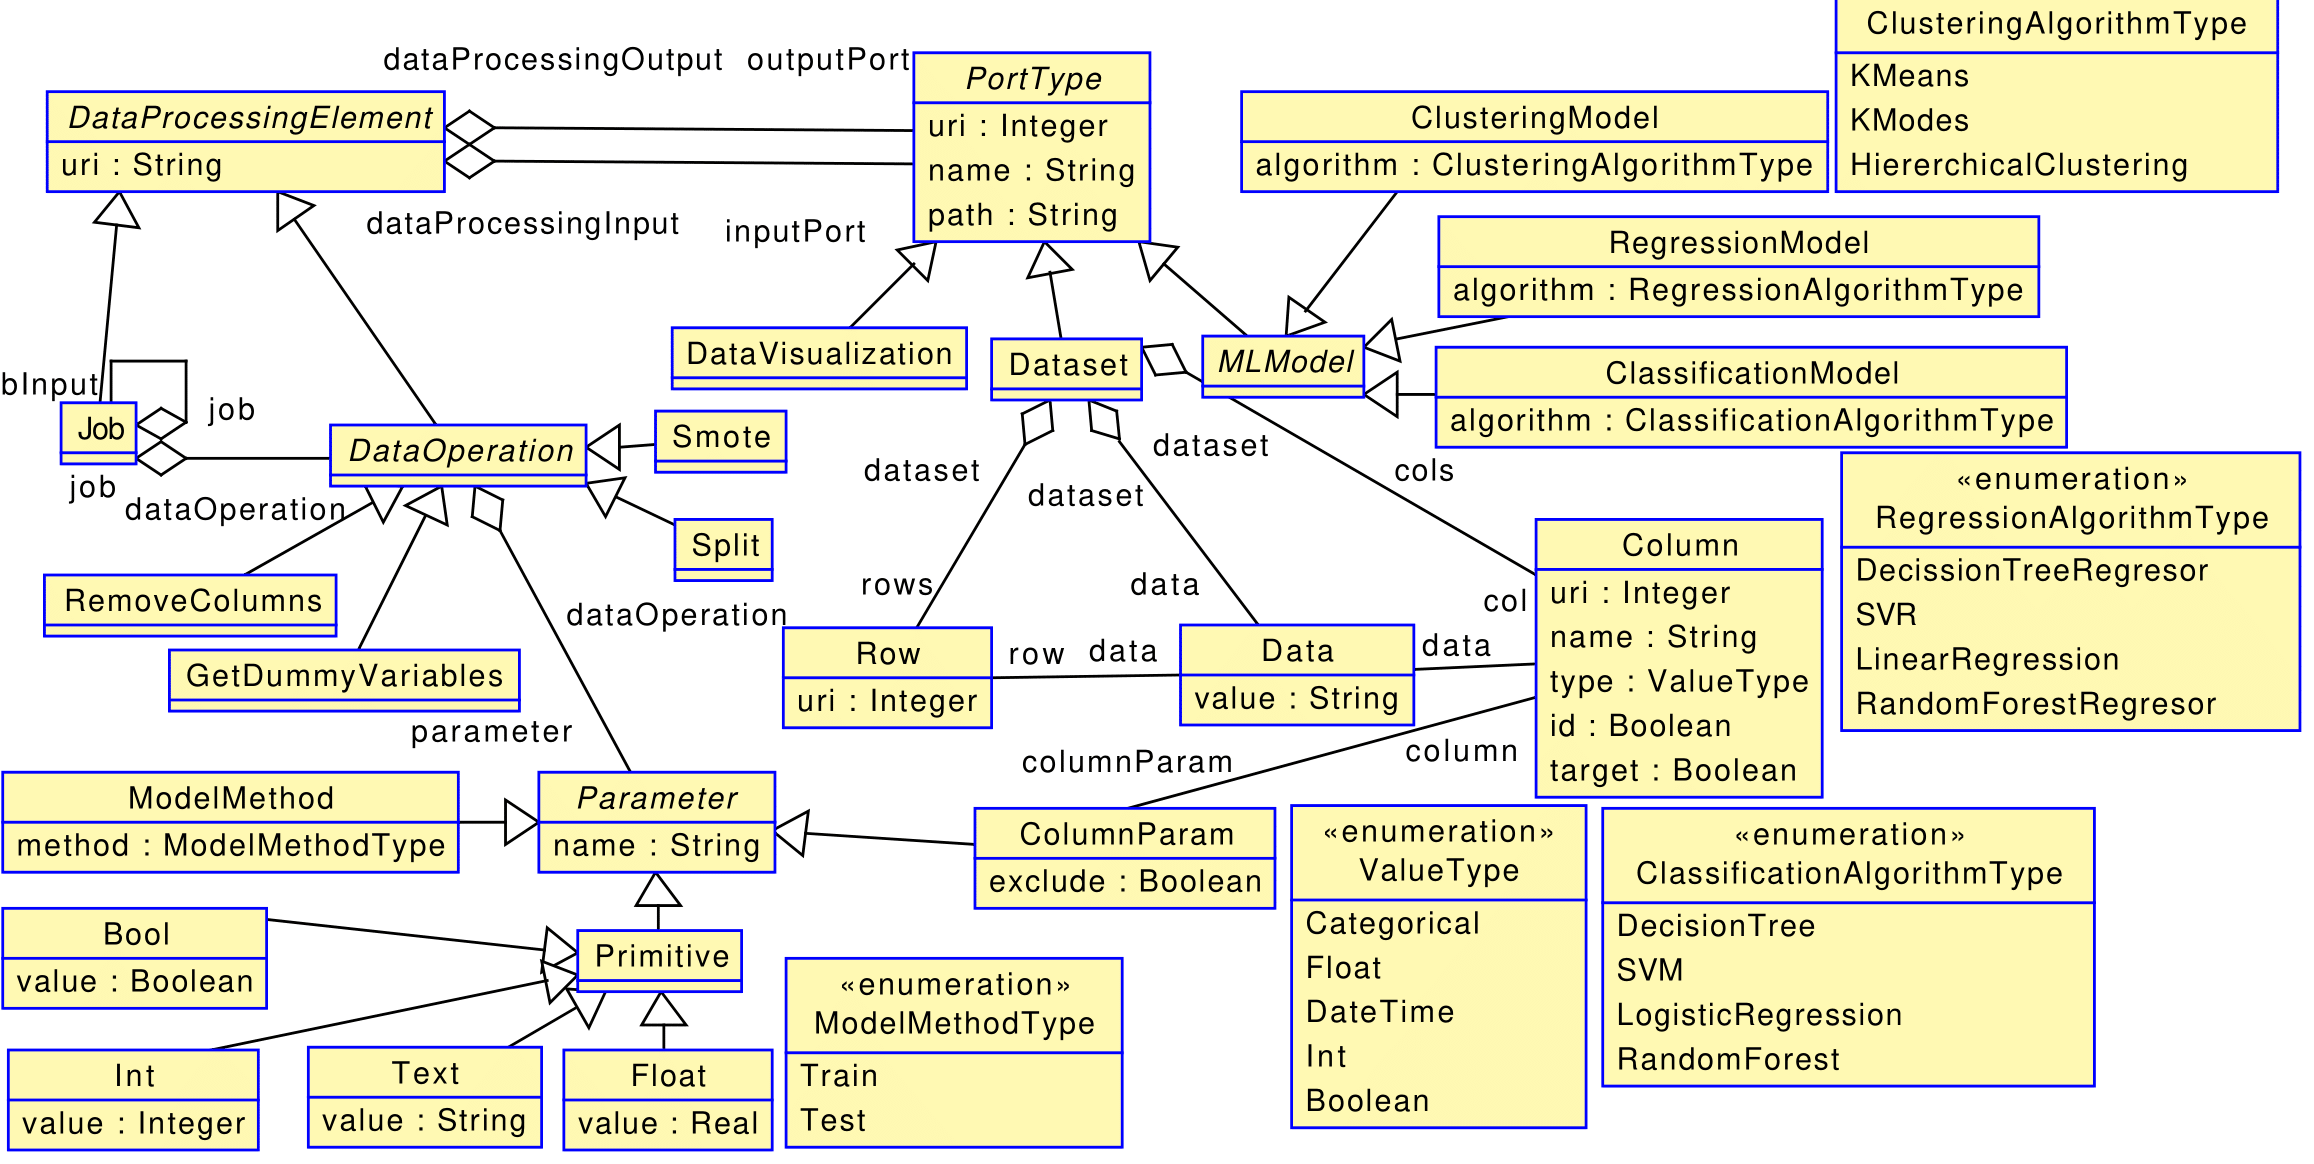 ClusteringAlgorithmType
KMeans
KModes
HiererchicalClustering
dataProcessingOutput
outputPort
PortType
uri : Integer
name : String
path : String
DataProcessingElement
uri : String
ClusteringModel
algorithm : ClusteringAlgorithmType
dataProcessingInput
inputPort
RegressionModel
algorithm : RegressionAlgorithmType
DataVisualization
Dataset
MLModel
ClassificationModel
algorithm : ClassificationAlgorithmType
bInput
Job
job
job
dataOperation
DataOperation
Smote
Split
dataset
dataset
dataset
cols
«enumeration»
RegressionAlgorithmType
DecissionTreeRegresor
SVR
LinearRegression
RandomForestRegresor
Column
uri : Integer
name : String
type : ValueType
id : Boolean
target : Boolean
RemoveColumns
GetDummyVariables
dataOperation
parameter
rows
data
col
Row
uri : Integer
row
data
Data
value : String
data
columnParam
column
ModelMethod
method : ModelMethodType
Parameter
name : String
ColumnParam
exclude : Boolean
«enumeration»
ValueType
Categorical
Float
DateTime
Int
Boolean
«enumeration»
ClassificationAlgorithmType
DecisionTree
SVM
LogisticRegression
RandomForest
Bool
value : Boolean
Primitive
«enumeration»
ModelMethodType
Train
Test
Int
value : Integer
Text
value : String
Float
value : Real